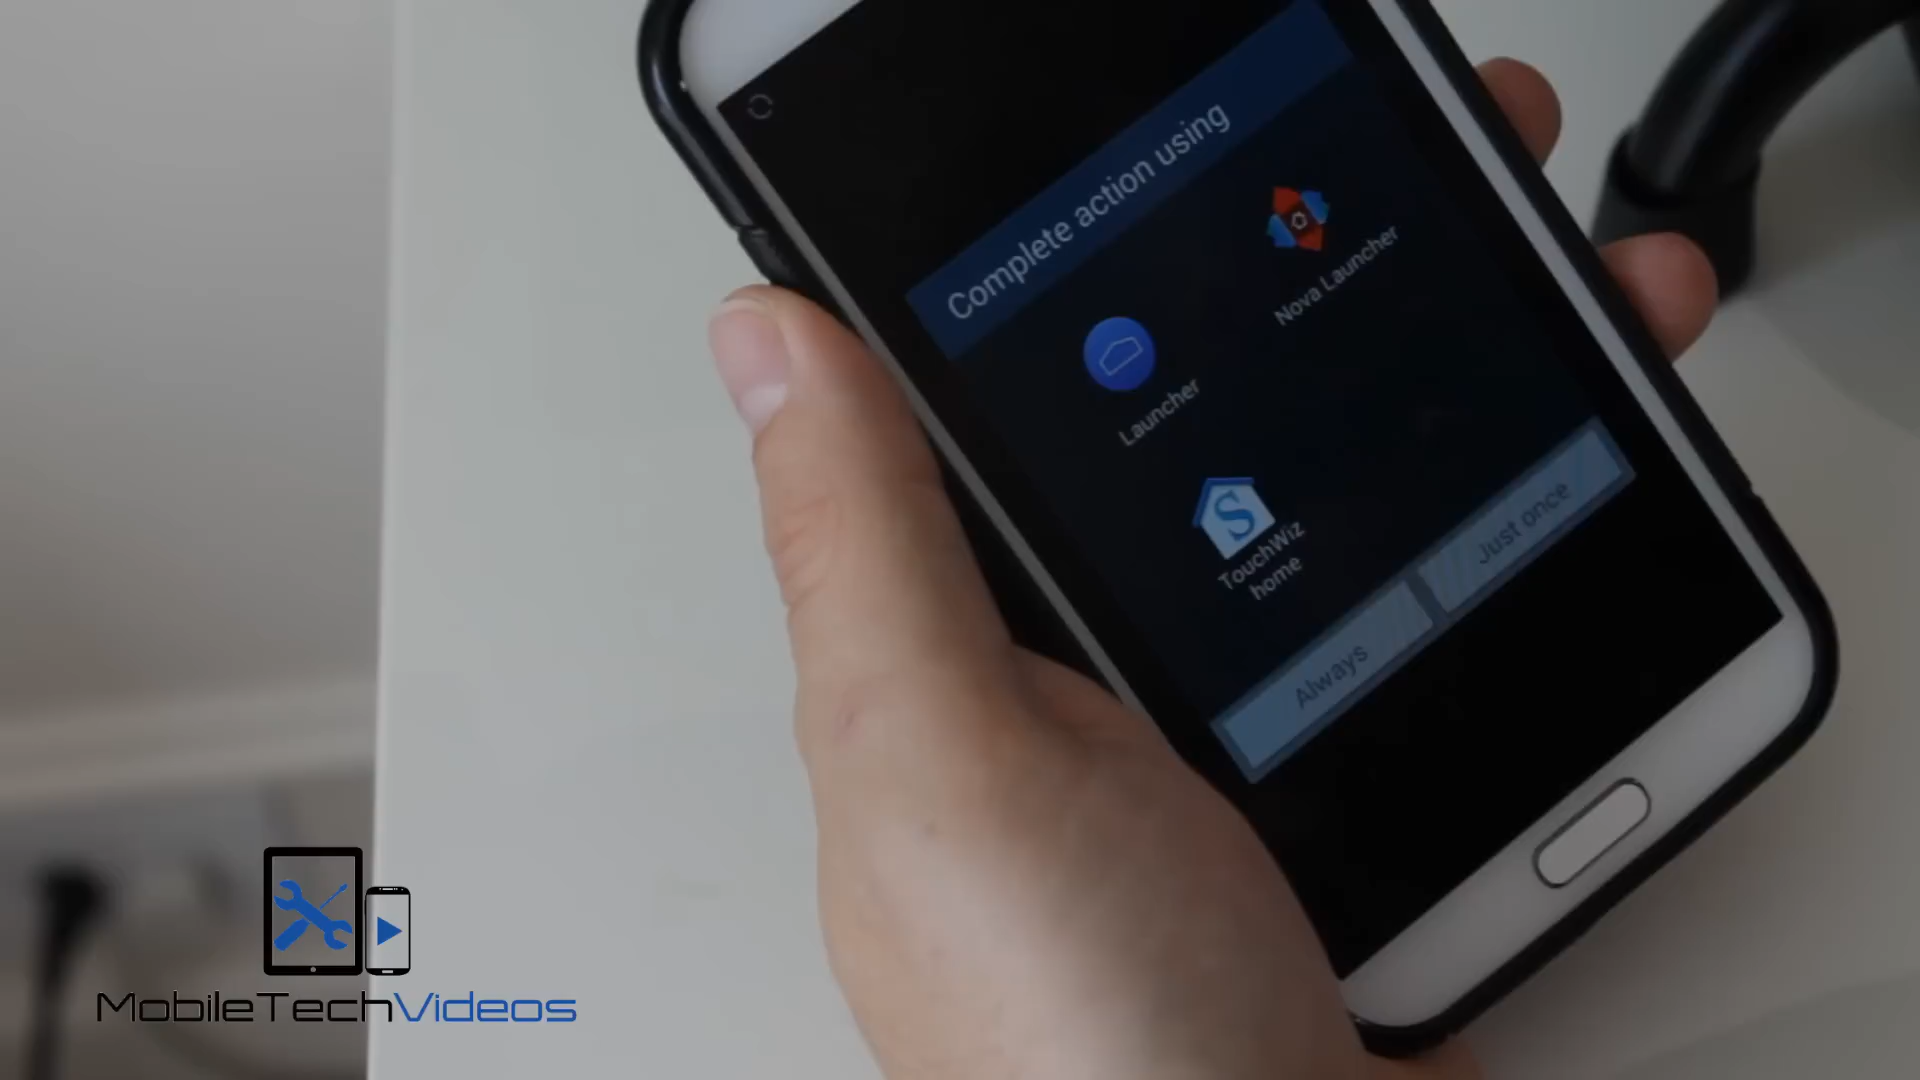 Complete action using
Nova Launcher
Launcher
TouchWiz
home
Always
Just once
MobileTechVideos